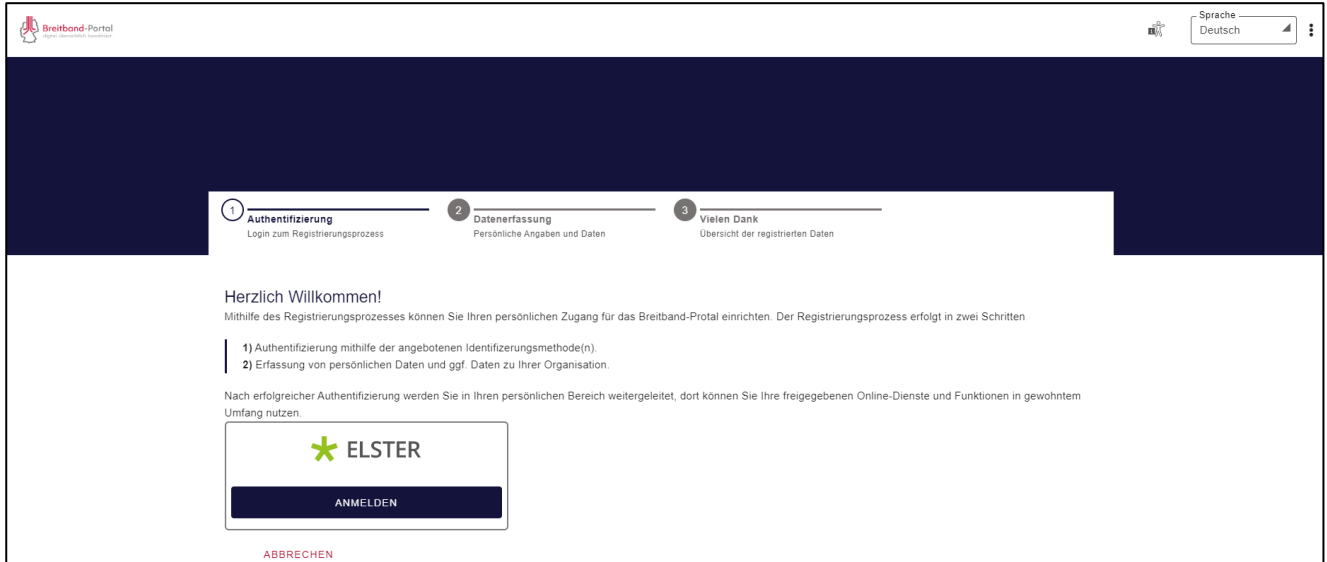 Breitband-Portal
Sprache
Deutsch
1
Authentifizierung
Login zum Registrierungsprozess
2
Datenerfassung
Persönliche Angaben und Daten
3
Vielen Dank
Übersicht der registrierten Daten
Herzlich Willkommen!
Mithilfe des Registrierungsprozesses können Sie Ihren persönlichen Zugang für das Breitband-Protal einrichten. Der Registrierungsprozess erfolgt in zwei Schritten
1) Authentifizierung mithilfe der angebotenen Identifizerungsmethode(n).
2) Erfassung von persönlichen Daten und ggf. Daten zu Ihrer Organisation.
Nach erfolgreicher Authentifizierung werden Sie in Ihren persönlichen Bereich weitergeleitet, dort können Sie Ihre freigegebenen Online-Dienste und Funktionen in gewohntem
Umfang nutzen.
ELSTER
ANMELDEN
ABBRECHEN